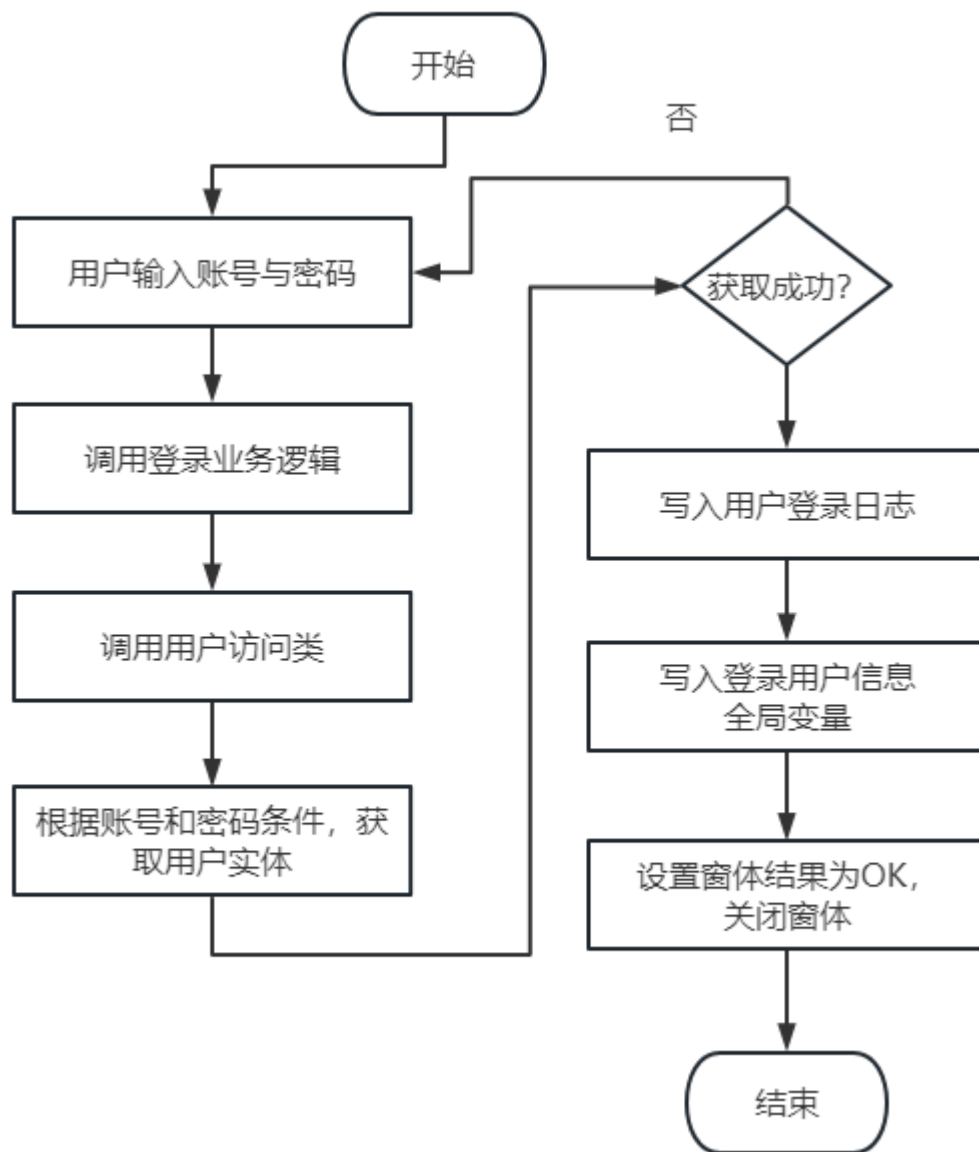 开始
用户输入账号与密码
调用登录业务逻辑
调用用户访问类
根据账号和密码条件，获
取用户实体
否
获取成功？
写入用户登录日志
写入登录用户信息
全局变量
设置窗体结果为OK，
关闭窗体
结束